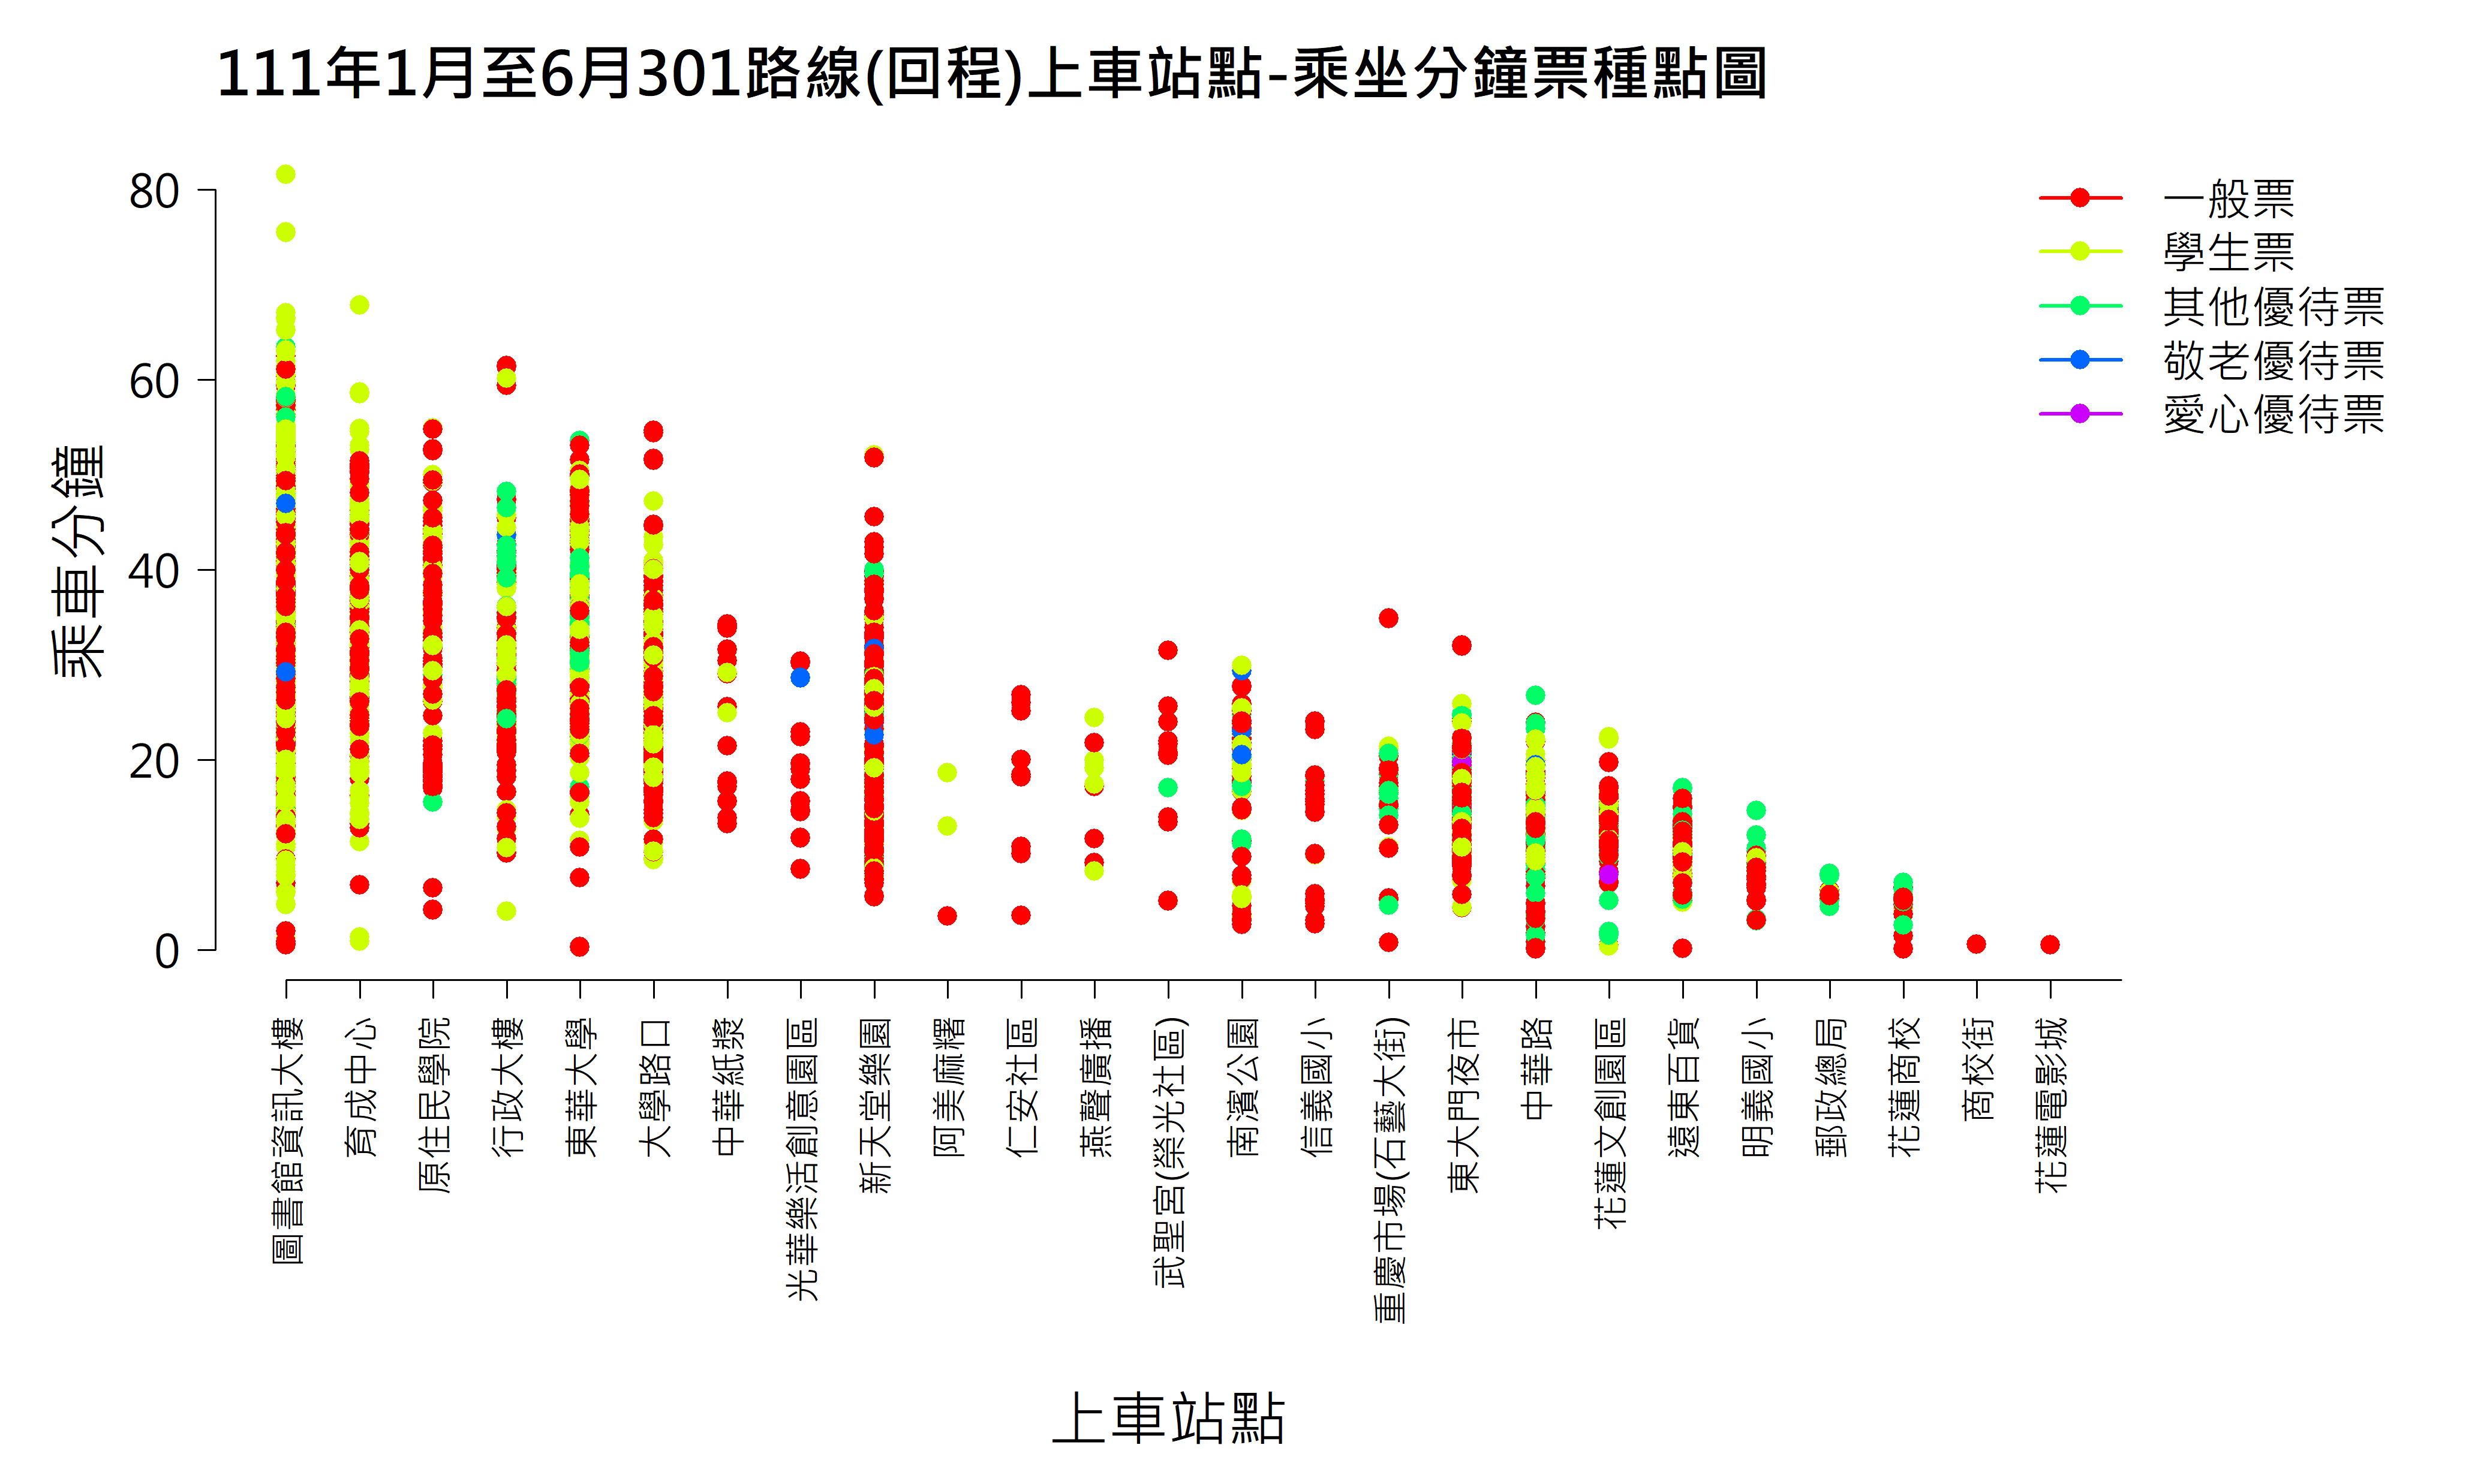 111年1月至6月301路線(回程)上車站點-乘坐分鐘票種點圖
一般票
學生票
其他優待票
敬老優待票
愛心優待票
乘車分鐘
80
60
40
20
0
圖書館資訊大樓
育成中心
原住民學院
行政大樓
東華大學
大學路口
中華紙漿
光華樂活創意園區
新天堂樂園
阿美麻糬
仁安社區
燕聲廣播
武聖宮(榮光社區)
南濱公園
信義國小
重慶市場(石藝大街)
東大門夜市
中華路
花蓮文創園區
遠東百貨
明義國小
郵政總局
花蓮商校
商校街
花蓮電影城
上車站點